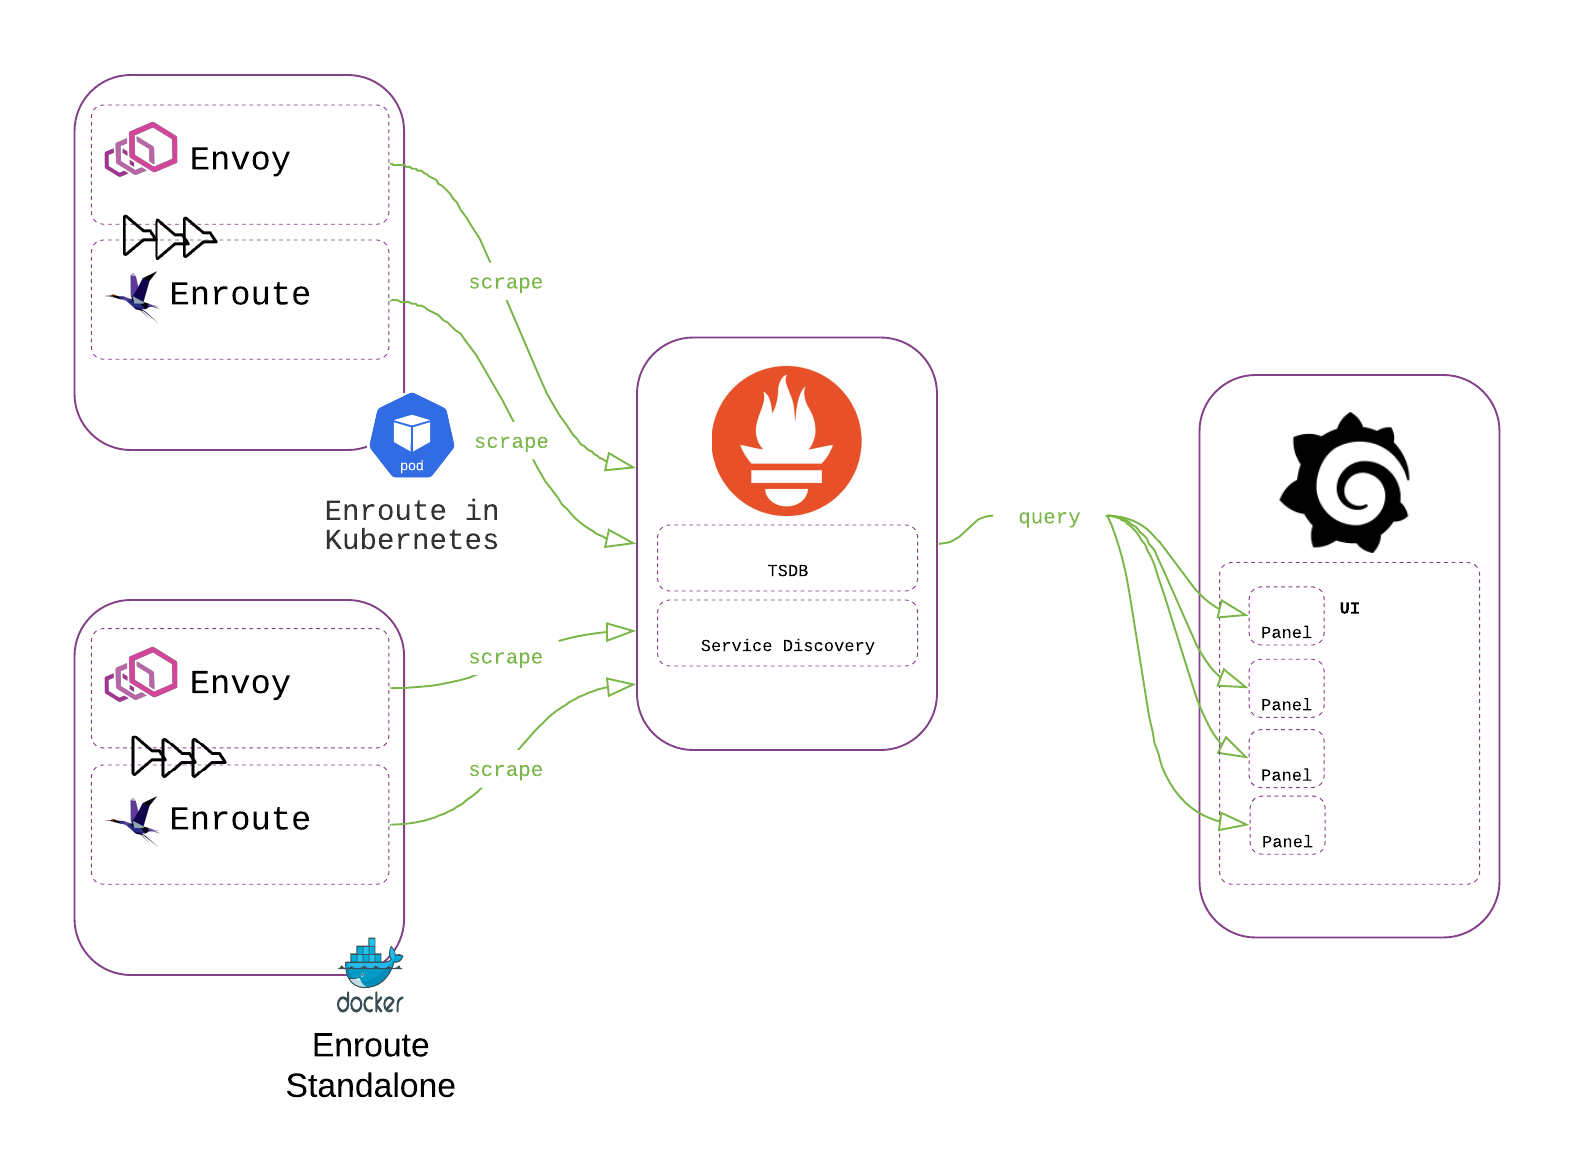 Envoy
Enroute
pod
Enroute in
Kubernetes
scrape
scrape
Envoy
Enroute
docker
Enroute
Standalone
scrape
scrape
TSDB
Service Discovery
query
UI
Panel
Panel
Panel
Panel